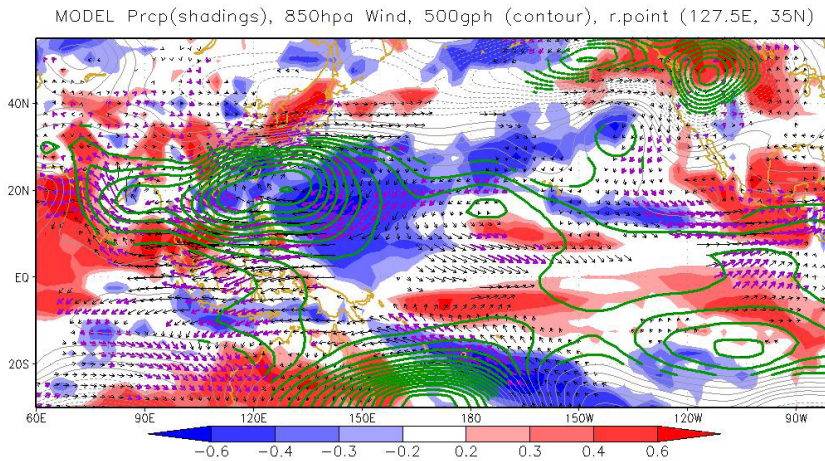 MODEL Prcp(shadings), 850hpa Wind, 500gph (contour), r.point (127.5E, 35N)
40N
20N
EQ
20S
60E 90E 120E 150E 180 150W 120W 90W
-0.6 -0.4 -0.3 -0.2 0.2 0.3 0.4 0.6